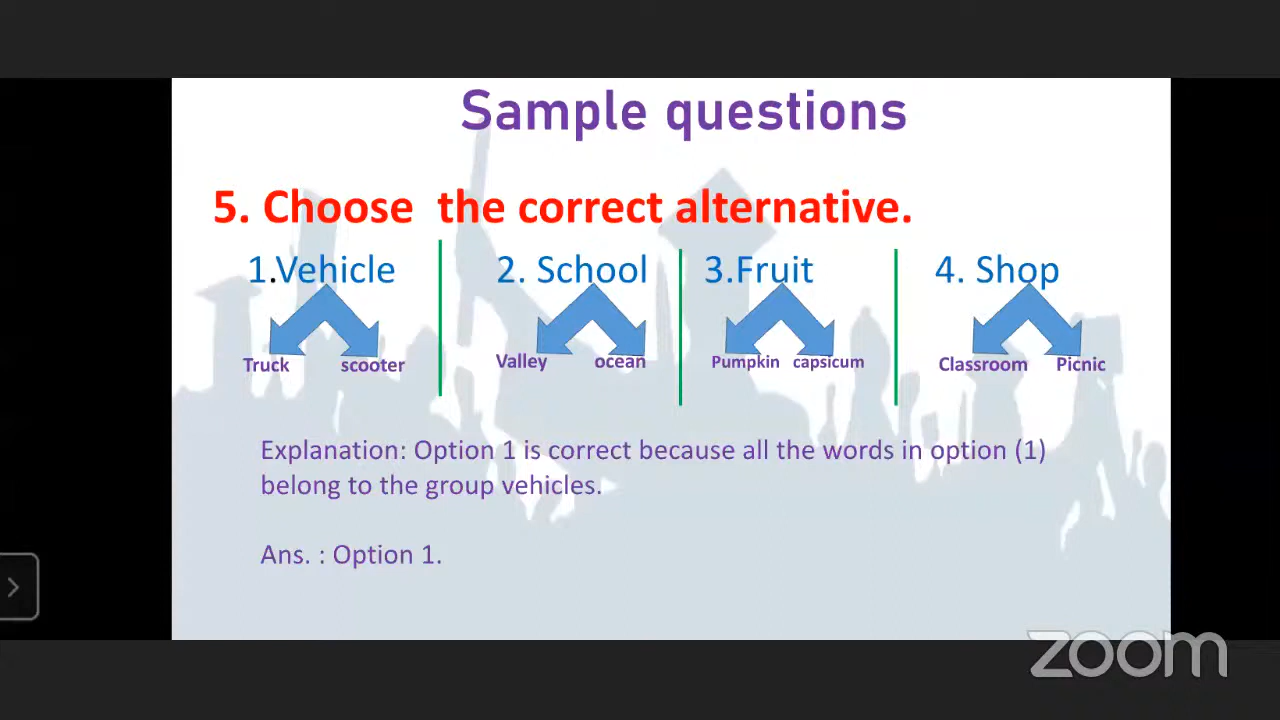 Sample questions
5. Choose  the correct alternative.
1.Vehicle
2. School
3.Fruit
4. Shop
Truck
scooter
Valley
ocean
Pumpkin
capsicum
Classroom
Picnic
Explanation: Option 1 is correct because all the words in option (1)
belong to the group vehicles.
Ans. : Option 1.
zoom